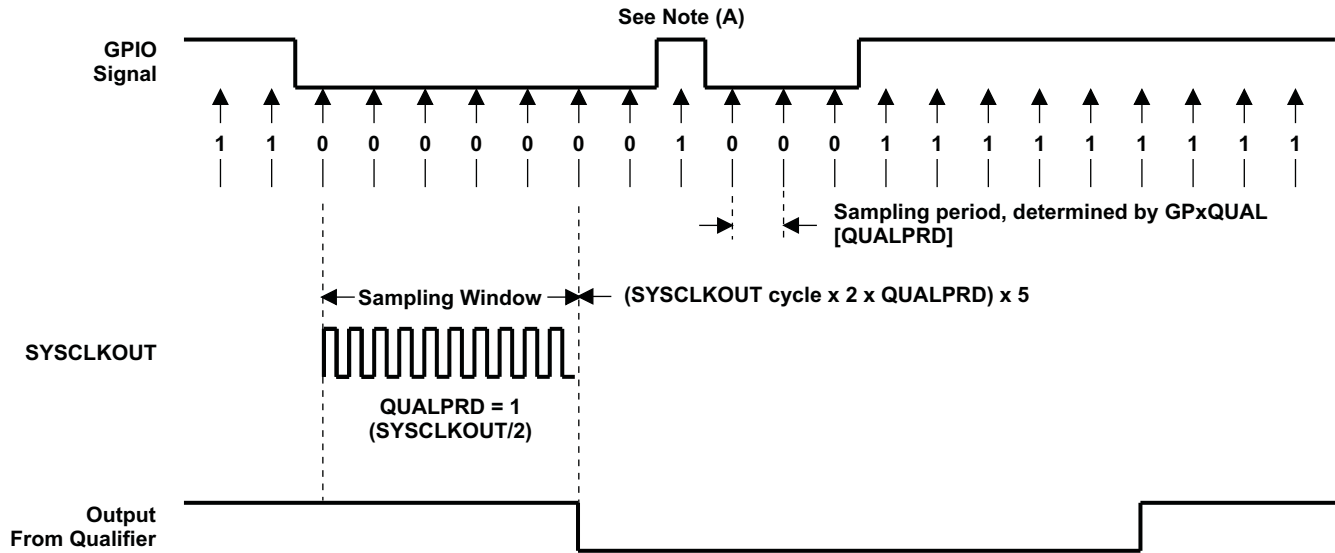 See Note (A)
GPIO
Signal
1 1 0 0 0 0 0 0 0 1 0 0 0 1 1 1 1 1 1 1 1 1
Sampling period, determined by GPxQUAL
[QUALPRD]
Sampling Window
(SYSCLKOUT cycle x 2 x QUALPRD) x 5
SYSCLKOUT
QUALPRD = 1
(SYSCLKOUT/2)
Output
From Qualifier